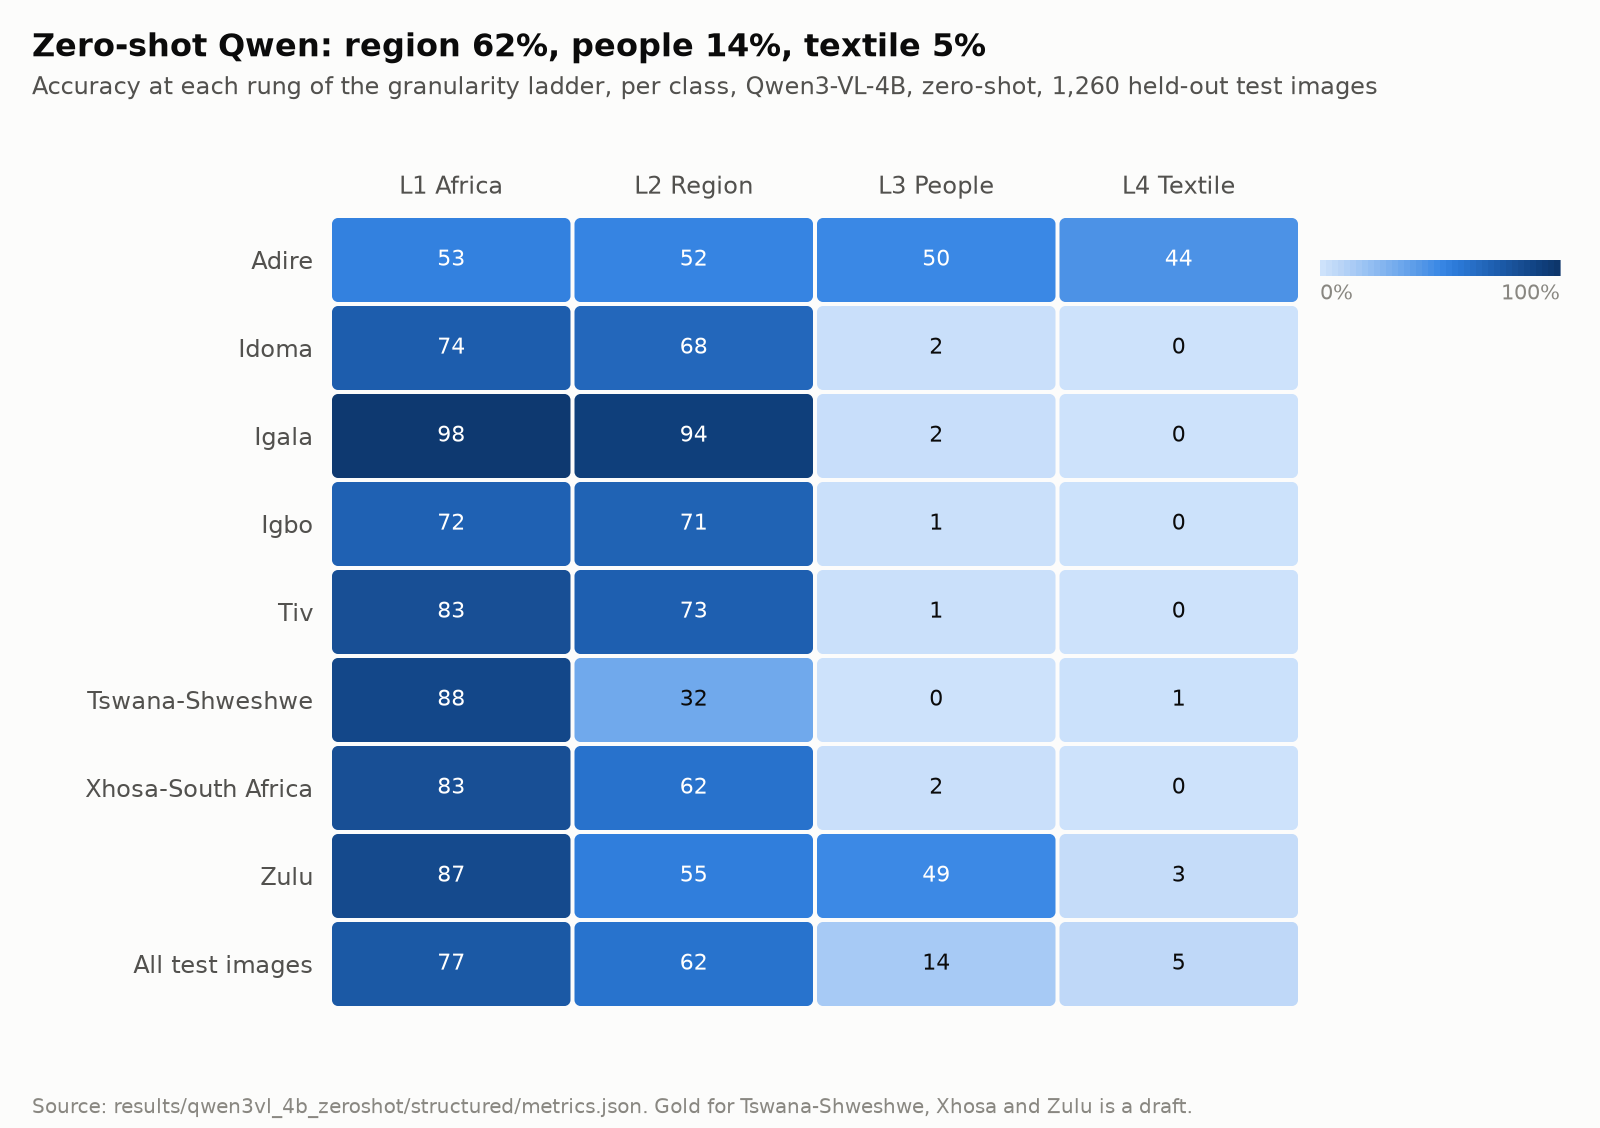 Zero-shot Qwen: region 62%, people 14%, textile 5%
Accuracy at each rung of the granularity ladder, per class, Qwen3-VL-4B, zero-shot, 1,260 held-out test images
L1 Africa L2 Region L3 People L4 Textile
Adire 53 52 50 44
0% 100%
Idoma 74 68 2 0
Igala 98 94 2 0
Igbo 72 71 1 0
Tiv 83 73 1 0
Tswana-Shweshwe 88 32 0 1
Xhosa-South Africa 83 62 2 0
Zulu 87 55 49 3
All test images 77 62 14 5
Source: results/qwen3vl_4b_zeroshot/structured/metrics.json. Gold for Tswana-Shweshwe, Xhosa and Zulu is a draft.